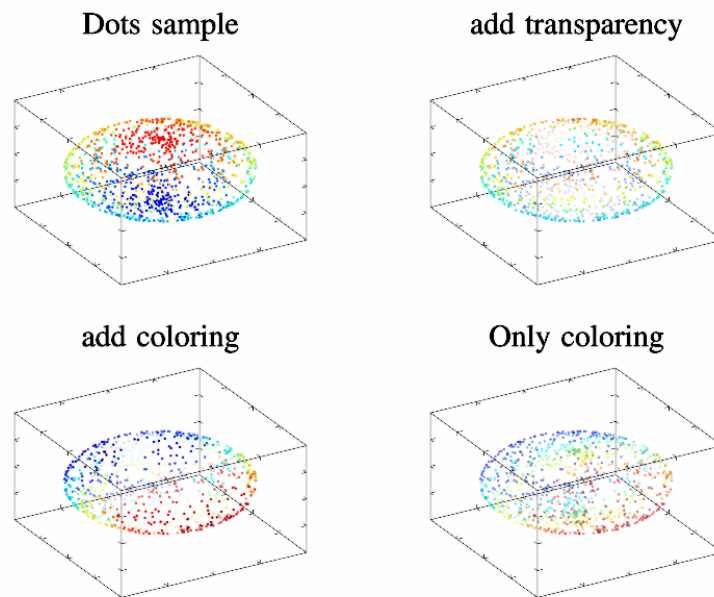 Dots sample
add transparency
add coloring
Only coloring